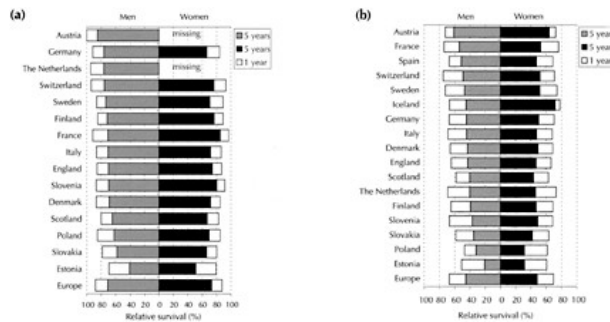 (a)
Men Women
5 years
5 years
1 year
Austria missing
Germany
The Netherlands missing
Switzerland
Sweden
Finland
France
Italy
England
Slovenia
Denmark
Scotland
Poland
Slovakia
Estonia
Europe
100 80 60 40 20 0 20 40 60 80 100
Relative survival (%)
(b)
Men Women
5 years
5 years
1 year
Austria
France
Spain
Switzerland
Sweden
Iceland
Germany
Italy
Denmark
England
Scotland
The Netherlands
Finland
Slovenia
Slovakia
Poland
Estonia
Europe
100 80 60 40 20 0 20 40 60 80 100
Relative survival (%)